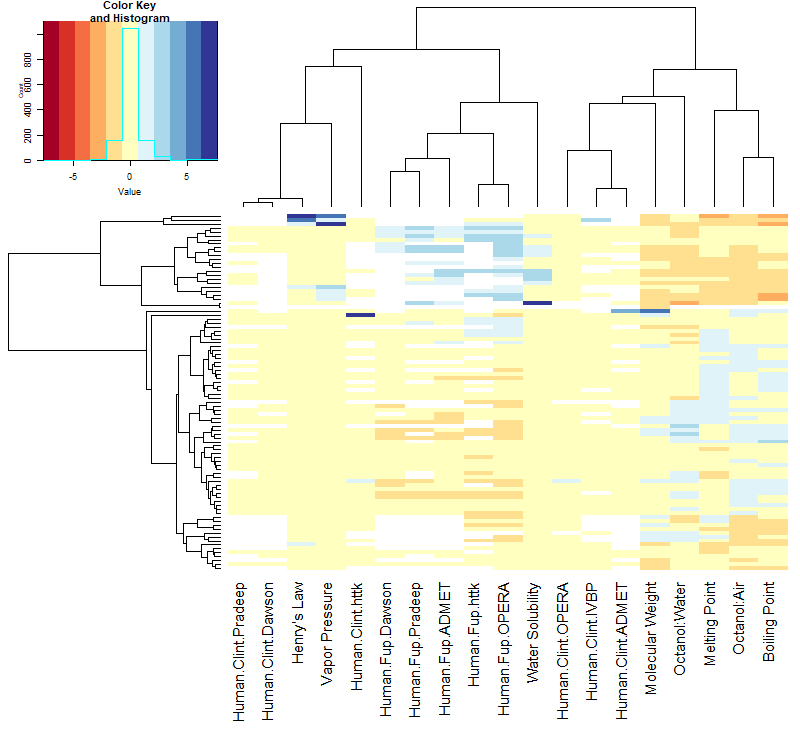 Color Key
and Histogram
Count
0 200 400 600 800
-5 0 5
Value
Human.Clint.Pradeep
Human.Clint.Dawson
Henry's Law
Vapor Pressure
Human.Clint.httk
Human.Fup.Dawson
Human.Fup.Pradeep
Human.Fup.ADMET
Human.Fup.httk
Human.Fup.OPERA
Water Solubility
Human.Clint.OPERA
Human.Clint.IVBP
Human.Clint.ADMET
Molecular Weight
Octanol:Water
Melting Point
Octanol:Air
Boiling Point